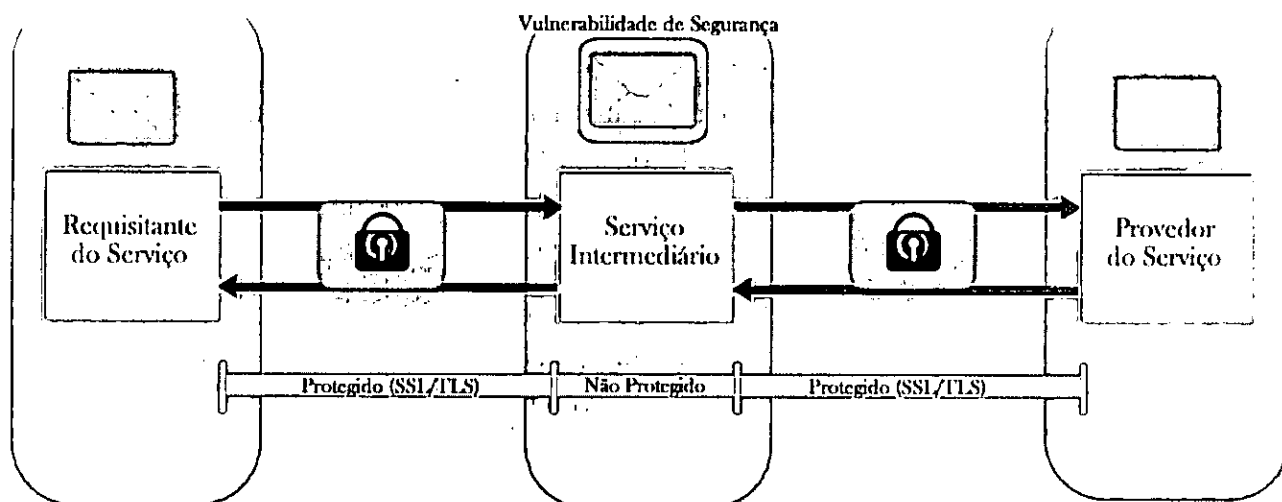 Vulnerabilidade de Segurança
Requisitante
do Serviço
Serviço
Intermediário
Provedor
do Serviço
Protegido (SSL/TLS)
Não Protegido
Protegido (SSL/TLS)